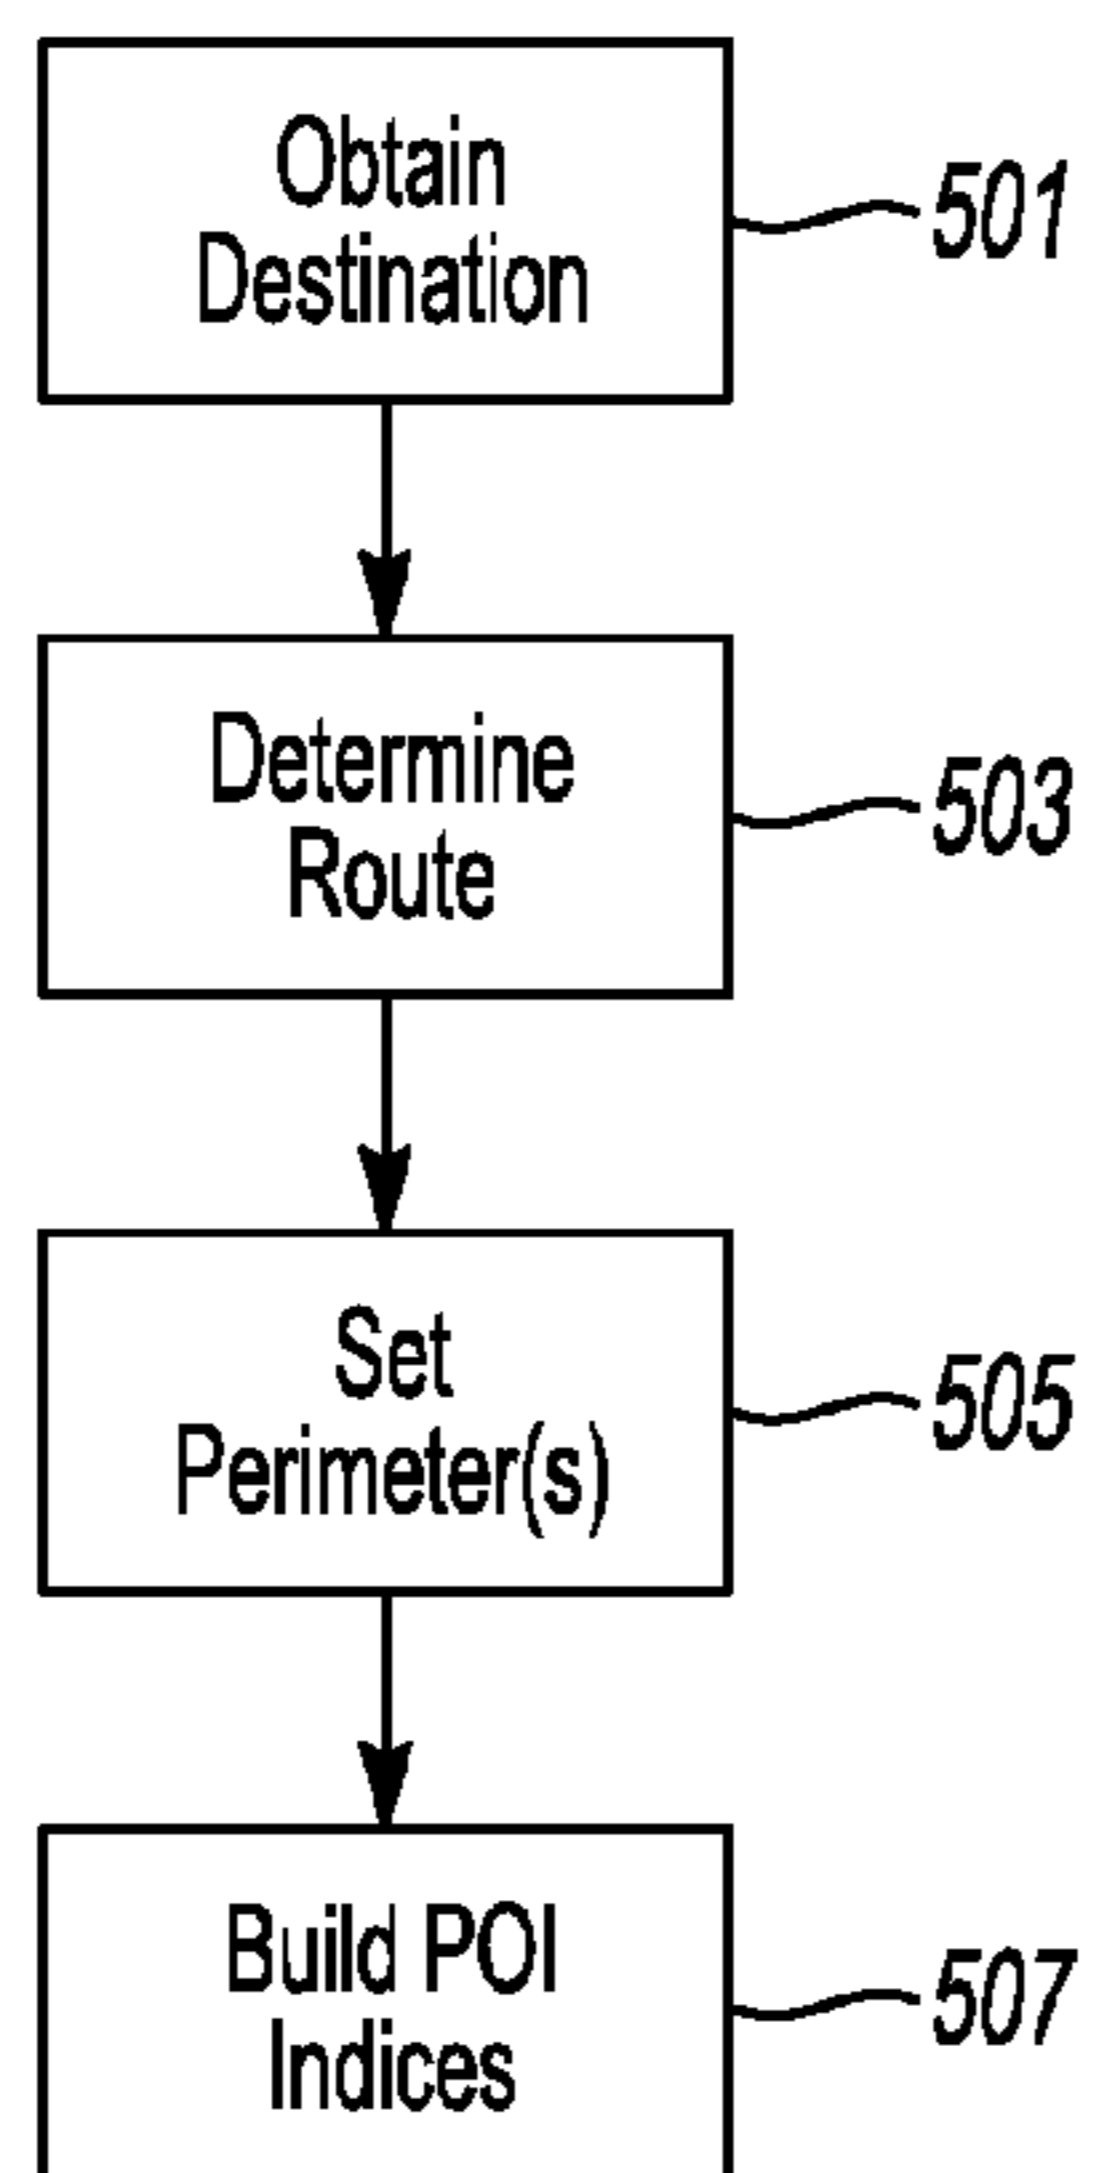 Obtain
Destination
501
Determine
Route
503
Set
Perimeter(s)
505
Build POI
Indices
507